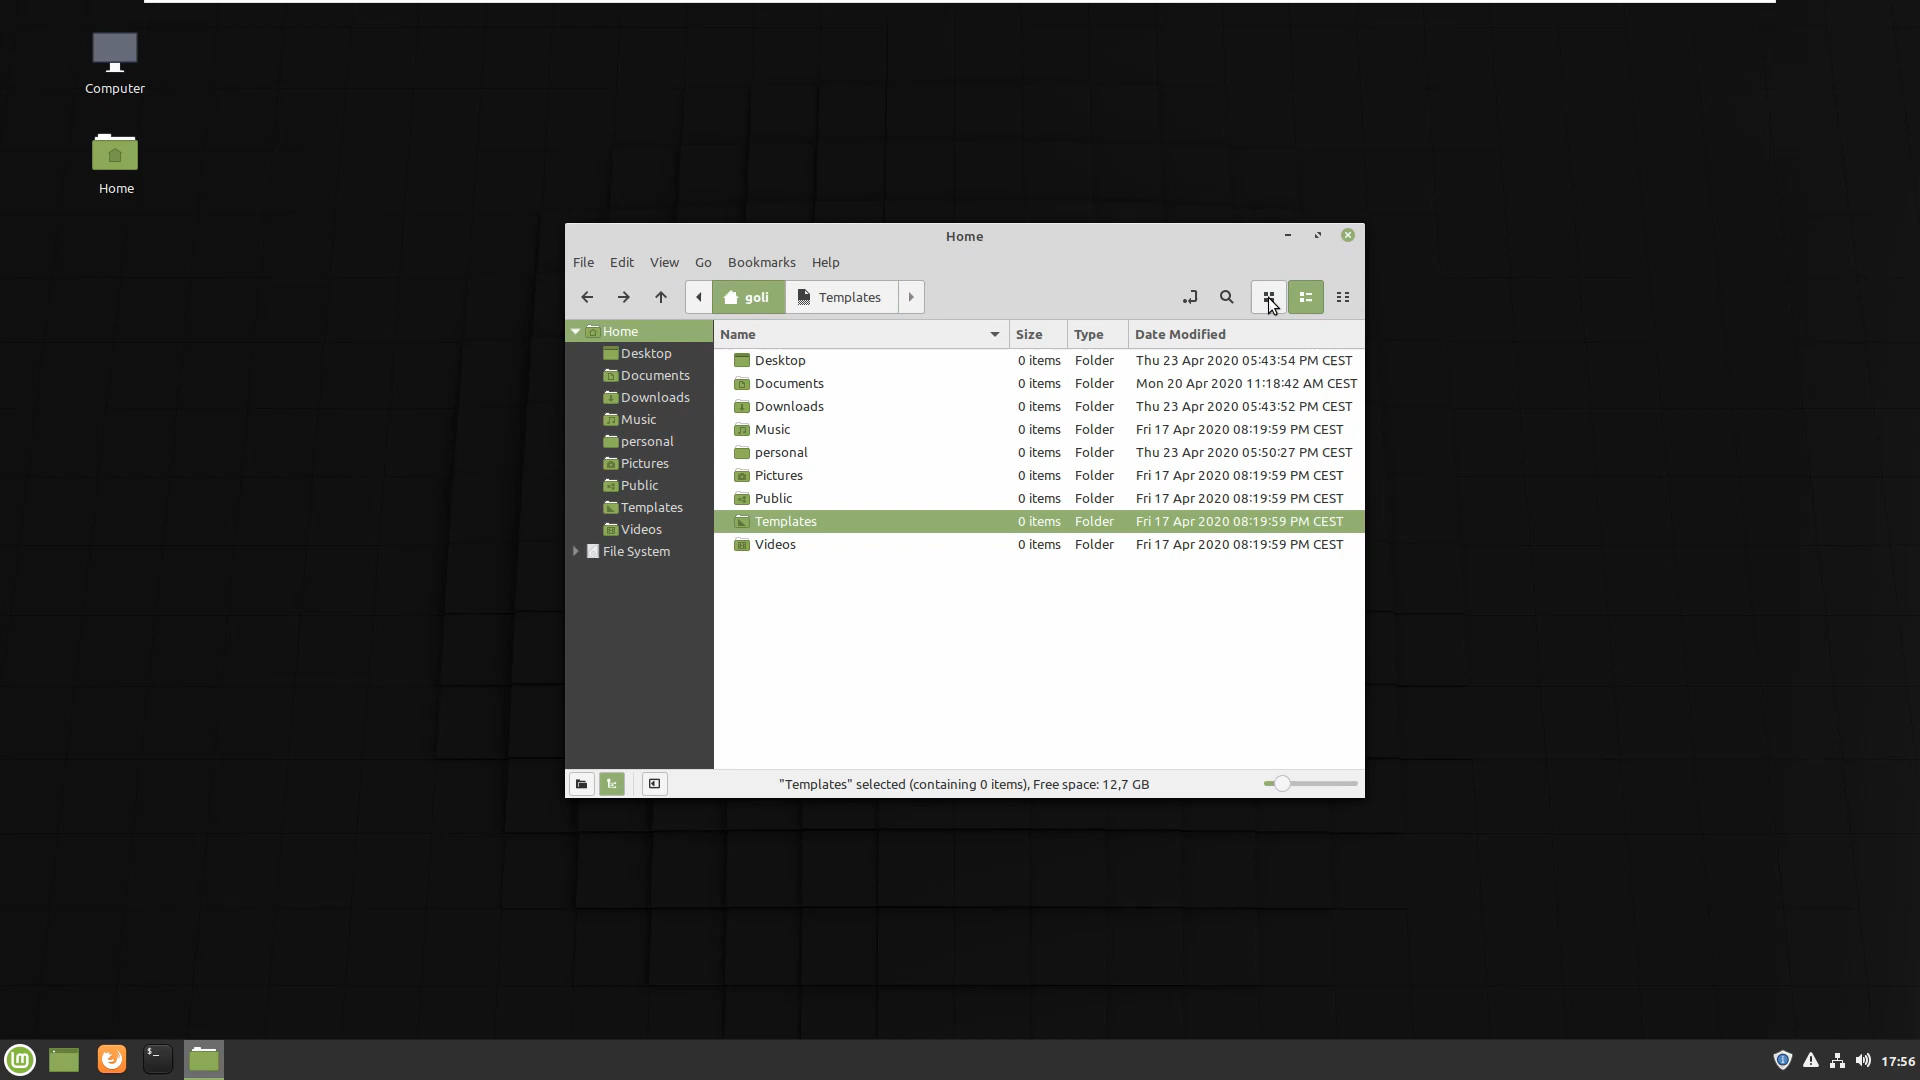 Computer
Home
Home
File Edit View Go Bookmarks Help
goli Templates
Home
Desktop
Documents
Downloads
Music
personal
Pictures
Public
Templates
Videos
File System
Name Size Type Date Modified
Desktop 0 items Folder Thu 23 Apr 2020 05:43:54 PM CEST
Documents 0 items Folder Mon 20 Apr 2020 11:18:42 AM CEST
Downloads 0 items Folder Thu 23 Apr 2020 05:43:52 PM CEST
Music 0 items Folder Fri 17 Apr 2020 08:19:59 PM CEST
personal 0 items Folder Thu 23 Apr 2020 05:50:27 PM CEST
Pictures 0 items Folder Fri 17 Apr 2020 08:19:59 PM CEST
Public 0 items Folder Fri 17 Apr 2020 08:19:59 PM CEST
Templates 0 items Folder Fri 17 Apr 2020 08:19:59 PM CEST
Videos 0 items Folder Fri 17 Apr 2020 08:19:59 PM CEST
"Templates" selected (containing 0 items), Free space: 12,7 GB
$_
17:56